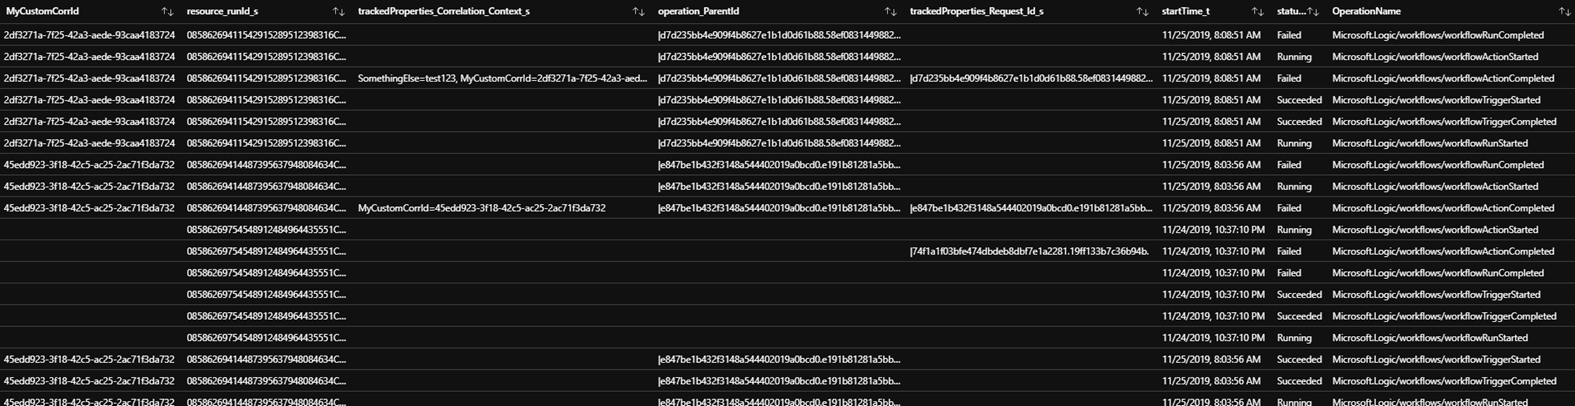 MyCustomCorrId resource_runId_s trackedProperties_Correlation_Context_s operation_ParentId trackedProperties_Request_Id_s startTime_t statu... OperationName
2df3271a-7f25-42a3-aede-93caa4183724 08586269411542915289512398316C... |d7d235bb4e909f4b8627e1b1d0d61b88.58ef0831449882... 11/25/2019, 8:08:51 AM Failed Microsoft.Logic/workflows/workflowRunCompleted
2df3271a-7f25-42a3-aede-93caa4183724 08586269411542915289512398316C... |d7d235bb4e909f4b8627e1b1d0d61b88.58ef0831449882... 11/25/2019, 8:08:51 AM Running Microsoft.Logic/workflows/workflowActionStarted
2df3271a-7f25-42a3-aede-93caa4183724 08586269411542915289512398316C... SomethingElse=test123, MyCustomCorrId=2df3271a-7f25-42a3-aed... |d7d235bb4e909f4b8627e1b1d0d61b88.58ef0831449882... |d7d235bb4e909f4b8627e1b1d0d61b88.58ef0831449882... 11/25/2019, 8:08:51 AM Failed Microsoft.Logic/workflows/workflowActionCompleted
2df3271a-7f25-42a3-aede-93caa4183724 08586269411542915289512398316C... |d7d235bb4e909f4b8627e1b1d0d61b88.58ef0831449882... 11/25/2019, 8:08:51 AM Succeeded Microsoft.Logic/workflows/workflowTriggerStarted
2df3271a-7f25-42a3-aede-93caa4183724 08586269411542915289512398316C... |d7d235bb4e909f4b8627e1b1d0d61b88.58ef0831449882... 11/25/2019, 8:08:51 AM Succeeded Microsoft.Logic/workflows/workflowTriggerCompleted
2df3271a-7f25-42a3-aede-93caa4183724 08586269411542915289512398316C... |d7d235bb4e909f4b8627e1b1d0d61b88.58ef0831449882... 11/25/2019, 8:08:51 AM Running Microsoft.Logic/workflows/workflowRunStarted
45edd923-3f18-42c5-ac25-2ac71f3da732 08586269414487395637948084634C... |e847be1b432f3148a544402019a0bcd0.e191b81281a5bb... 11/25/2019, 8:03:56 AM Failed Microsoft.Logic/workflows/workflowRunCompleted
45edd923-3f18-42c5-ac25-2ac71f3da732 08586269414487395637948084634C... |e847be1b432f3148a544402019a0bcd0.e191b81281a5bb... 11/25/2019, 8:03:56 AM Running Microsoft.Logic/workflows/workflowActionStarted
45edd923-3f18-42c5-ac25-2ac71f3da732 08586269414487395637948084634C... MyCustomCorrId=45edd923-3f18-42c5-ac25-2ac71f3da732 |e847be1b432f3148a544402019a0bcd0.e191b81281a5bb... |e847be1b432f3148a544402019a0bcd0.e191b81281a5bb... 11/25/2019, 8:03:56 AM Failed Microsoft.Logic/workflows/workflowActionCompleted
08586269754548912484964435551C... 11/24/2019, 10:37:10 PM Running Microsoft.Logic/workflows/workflowActionStarted
08586269754548912484964435551C... |74f1a1f03bfe474dbdeb8dbf7e1a2281.19ff133b7c36b94b. 11/24/2019, 10:37:10 PM Failed Microsoft.Logic/workflows/workflowActionCompleted
08586269754548912484964435551C... 11/24/2019, 10:37:10 PM Failed Microsoft.Logic/workflows/workflowRunCompleted
08586269754548912484964435551C... 11/24/2019, 10:37:10 PM Succeeded Microsoft.Logic/workflows/workflowTriggerStarted
08586269754548912484964435551C... 11/24/2019, 10:37:10 PM Succeeded Microsoft.Logic/workflows/workflowTriggerCompleted
08586269754548912484964435551C... 11/24/2019, 10:37:10 PM Running Microsoft.Logic/workflows/workflowRunStarted
45edd923-3f18-42c5-ac25-2ac71f3da732 08586269414487395637948084634C... |e847be1b432f3148a544402019a0bcd0.e191b81281a5bb... 11/25/2019, 8:03:56 AM Succeeded Microsoft.Logic/workflows/workflowTriggerStarted
45edd923-3f18-42c5-ac25-2ac71f3da732 08586269414487395637948084634C... |e847be1b432f3148a544402019a0bcd0.e191b81281a5bb... 11/25/2019, 8:03:56 AM Succeeded Microsoft.Logic/workflows/workflowTriggerCompleted
45edd923-3f18-42c5-ac25-2ac71f3da732 08586269414487395637948084634C... |e847be1b432f3148a544402019a0bcd0.e191b81281a5bb... 11/25/2019, 8:03:56 AM Running Microsoft.Logic/workflows/workflowRunStarted